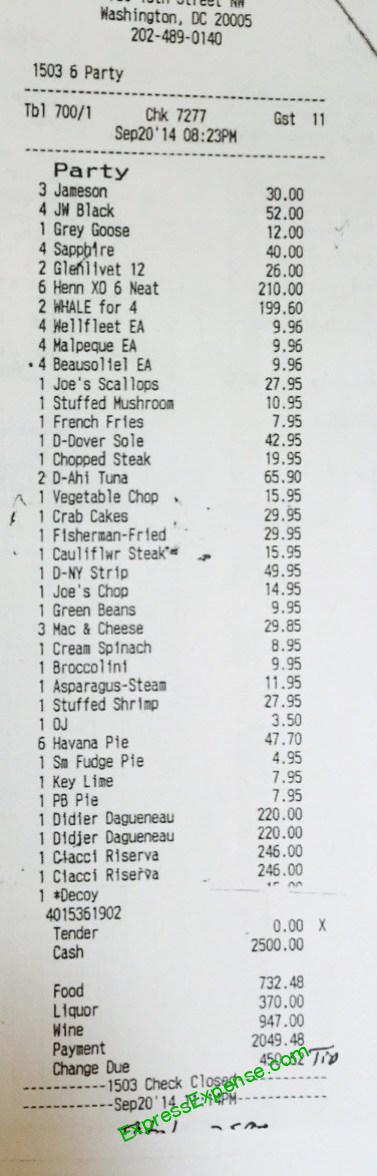 Street NW
Washington, DC 20005
202-489-0140
1503 6 Party
Tbl 700/1 Chk 7277 Gst 11
Sep20'14 08:23PM
Party
3 Jameson 30.00
4 JW Black 52.00
1 Grey Goose 12.00
4 Sapphire 40.00
2 Glenlivet 12 26.00
6 Henn XO 6 Neat 210.00
2 WHALE for 4 199.60
4 Wellfleet EA 9.96
4 Malpeque EA 9.96
4 Beausoliel EA 9.96
1 Joe's Scallops 27.95
1 Stuffed Mushroom 10.95
1 French Fries 7.95
1 D-Dover Sole 42.95
1 Chopped Steak 19.95
2 D-Ahi Tuna 65.90
1 Vegetable Chop 15.95
1 Crab Cakes 29.95
1 Fisherman-Fried 29.95
1 Cauliflwr Steak 15.95
1 D-NY Strip 49.95
1 Joe's Chop 14.95
1 Green Beans 9.95
3 Mac & Cheese 29.85
1 Cream Spinach 8.95
1 Broccolini 9.95
1 Asparagus-Steam 11.95
1 Stuffed Shrimp 27.95
1 OJ 3.50
6 Havana Pie 47.70
1 Sm Fudge Pie 4.95
1 Key Lime 7.95
1 PB Pie 7.95
1 Didier Dagueneau 220.00
1 Didier Dagueneau 220.00
1 Ciacci Riserva 246.00
1 Ciacci Riserva 246.00
1 *Decoy
4015361902
Tender 0.00 X
Cash 2500.00
Food 732.48
Liquor 370.00
Wine 947.00
Payment 2049.48
Change Due 450.52 Tip
1503 Check Closed
Sep20'14
ExpressExpense.com